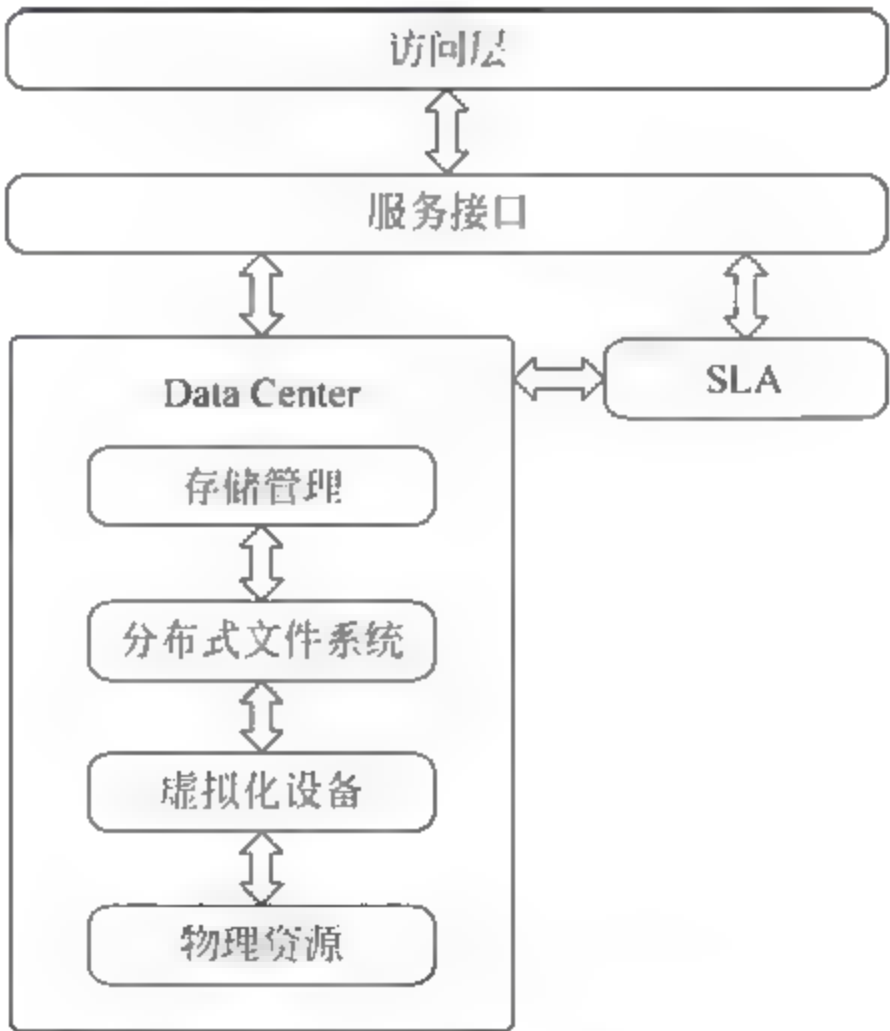 访问层
服务接口
Data Center
SLA
存储管理
分布式文件系统
虚拟化设备
物理资源